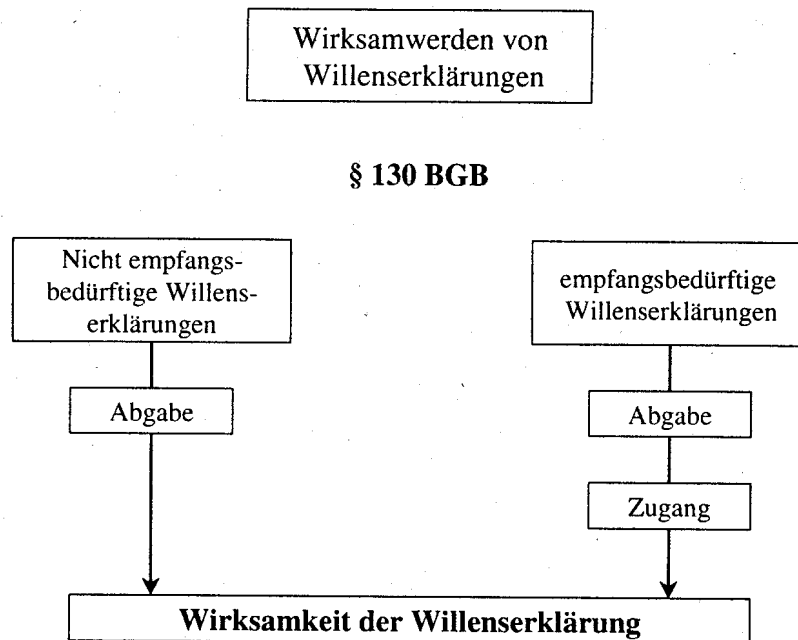 Wirksamwerden von
Willenserklärungen
§ 130 BGB
Nicht empfangs-
bedürftige Willens-
erklärungen
empfangsbedürftige
Willenserklärungen
Abgabe
Abgabe
Zugang
Wirksamkeit der Willenserklärung